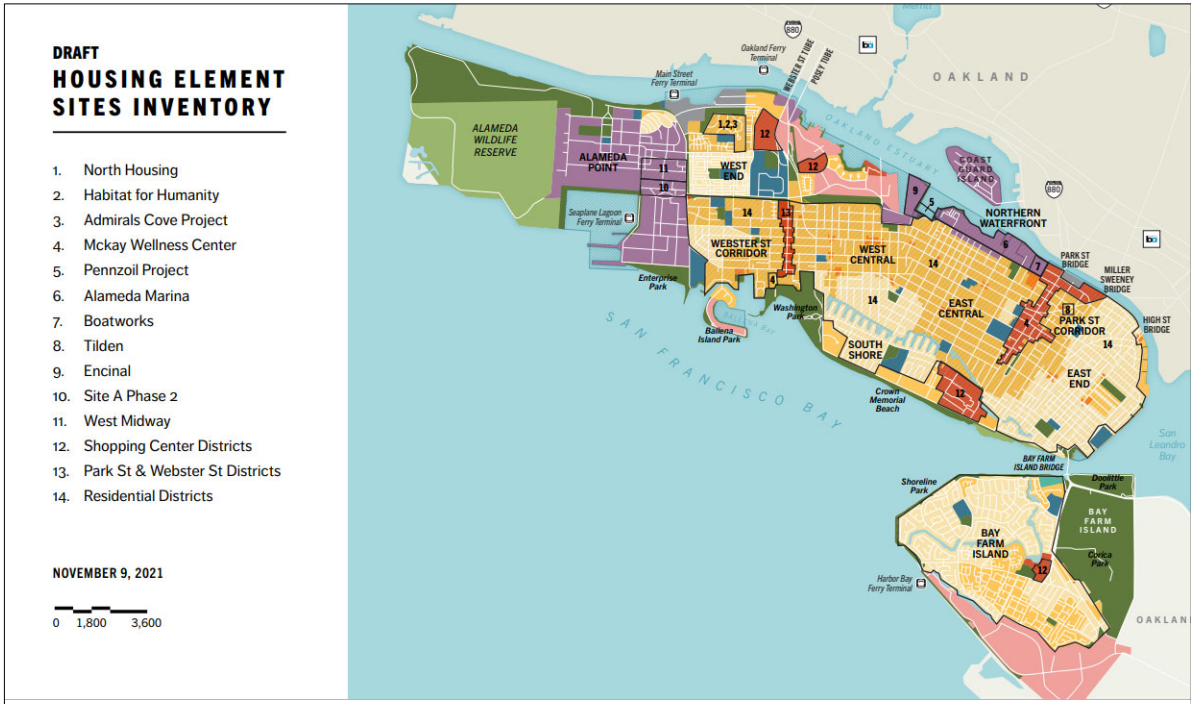 DRAFT
HOUSING ELEMENT
SITES INVENTORY
1. North Housing
2. Habitat for Humanity
3. Admirals Cove Project
4. Mckay Wellness Center
5. Pennzoil Project
6. Alameda Marina
7. Boatworks
8. Tilden
9. Encinal
10. Site A Phase 2
11. West Midway
12. Shopping Center Districts
13. Park St & Webster St Districts
14. Residential Districts
NOVEMBER 9, 2021
0 1,800 3,600
Merritt
880
Oakland Ferry
Terminal
WEBSTER ST TUBE
POSEY TUBE
OAKLAND
Main Street
Ferry Terminal
ALAMEDA
WILDLIFE
RESERVE
1,2,3
12
OAKLAND ESTUARY
ALAMEDA
POINT
WEST
END
12
COAST
GUARD
ISLAND
880
11
10
9
5
Seaplane Lagoon
Ferry Terminal
14
13
NORTHERN
WATERFRONT
WEBSTER ST
CORRIDOR
WEST
CENTRAL
14
6
7
PARK ST
BRIDGE
MILLER
SWEENEY
BRIDGE
Enterprise
Park
4
14
EAST
CENTRAL
8
4
PARK ST
CORRIDOR
HIGH ST
BRIDGE
Washington
Park
BALLENA BAY
Ballena
Island Park
SOUTH
SHORE
14
EAST
END
12
Crown
Memorial
Beach
SAN FRANCISCO BAY
San
Leandro
Bay
BAY FARM
ISLAND BRIDGE
Shoreline
Park
Doolittle
Park
BAY
FARM
ISLAND
BAY
FARM
ISLAND
Corica
Park
12
Harbor Bay
Ferry Terminal
OAKLAND